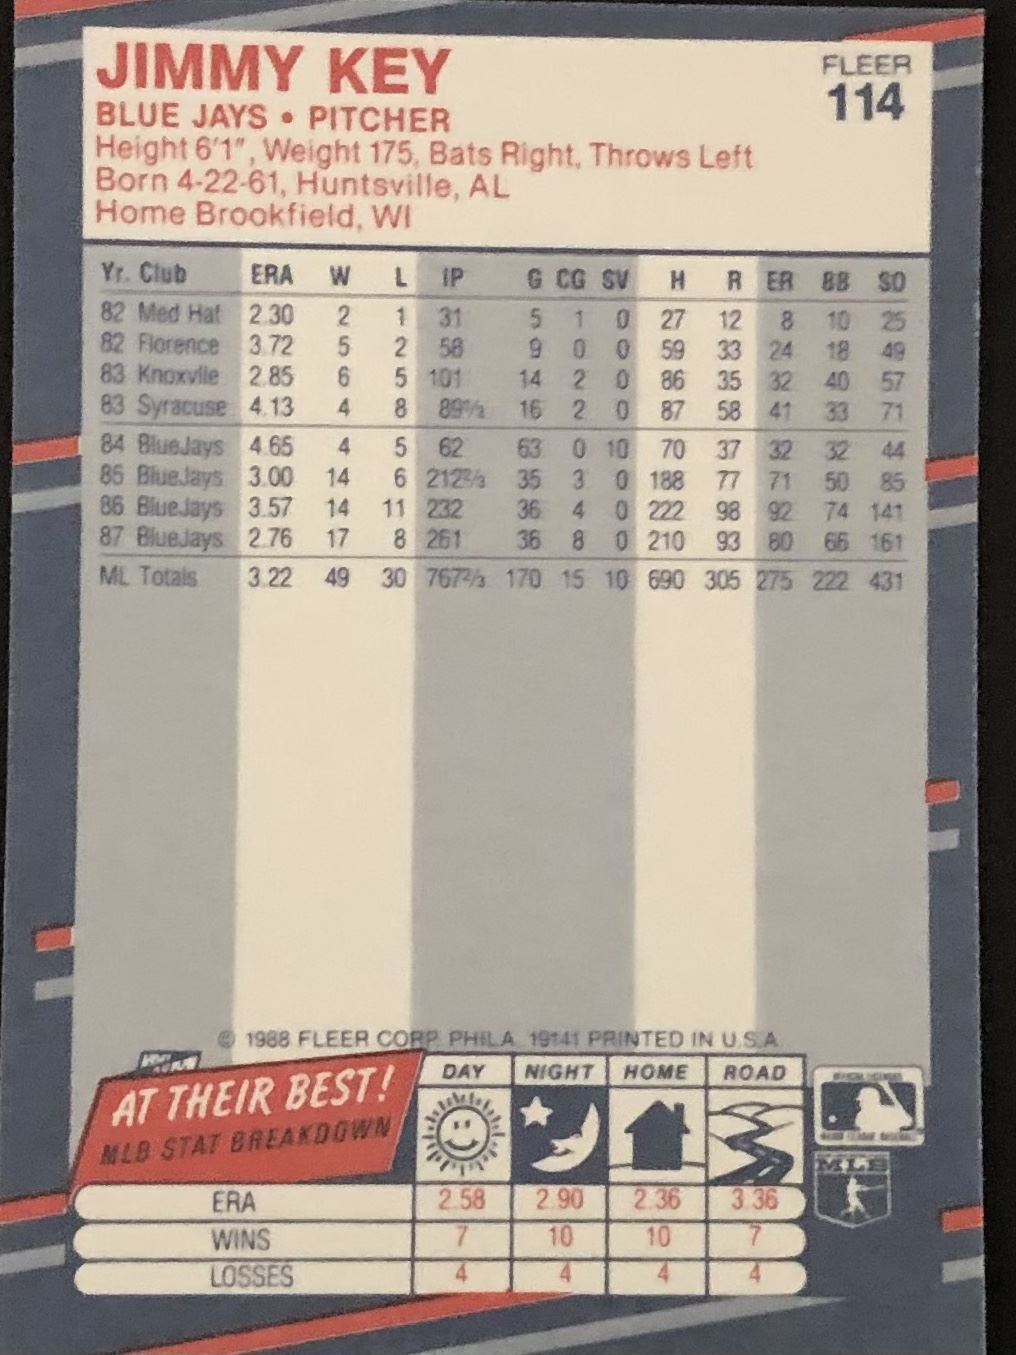 JIMMY KEY
FLEER
114
BLUE JAYS • PITCHER
Height 6'1", Weight 175, Bats Right, Throws Left
Born 4-22-61, Huntsville, AL
Home Brookfield, WI
Yr. Club ERA W L IP G CG SV H R ER BB SO
82 Med Hat 2.30 2 1 31 5 1 0 27 12 8 10 25
82 Florence 3.72 5 2 58 9 0 0 59 33 24 18 49
83 Knoxvlle 2.85 6 5 101 14 2 0 86 35 32 40 57
83 Syracuse 4.13 4 8 89⅓ 16 2 0 87 58 41 33 71
84 BlueJays 4.65 4 5 62 63 0 10 70 37 32 32 44
85 BlueJays 3.00 14 6 212⅔ 35 3 0 188 77 71 50 85
86 BlueJays 3.57 14 11 232 36 4 0 222 98 92 74 141
87 BlueJays 2.76 17 8 261 36 8 0 210 93 80 66 161
ML Totals 3.22 49 30 767⅔ 170 15 10 690 305 275 222 431
© 1988 FLEER CORP. PHILA. 19141 PRINTED IN U.S.A.
AT THEIR BEST!
MLB STAT BREAKDOWN
DAY NIGHT HOME ROAD
ERA 2.58 2.90 2.36 3.36
WINS 7 10 10 7
LOSSES 4 4 4 4
MLB